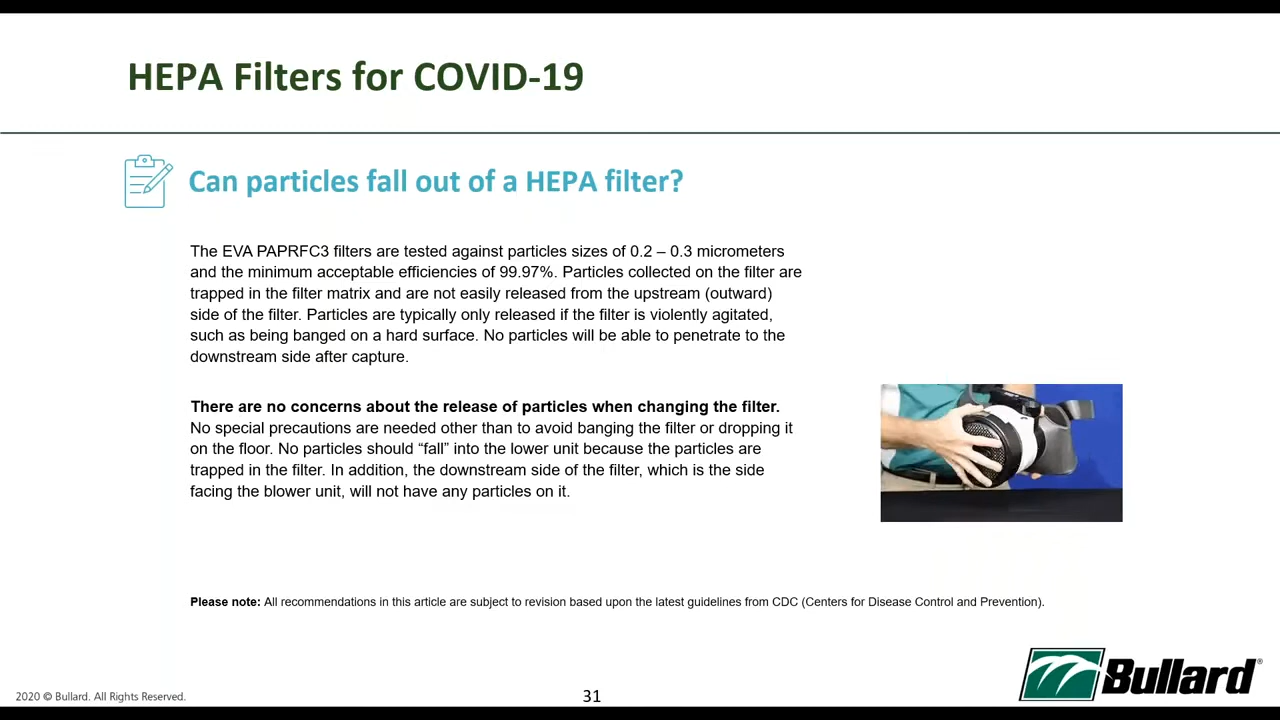 HEPA Filters for COVID-19
Can particles fall out of a HEPA filter?
The EVA PAPRFC3 filters are tested against particles sizes of 0.2 – 0.3 micrometers
and the minimum acceptable efficiencies of 99.97%. Particles collected on the filter are
trapped in the filter matrix and are not easily released from the upstream (outward)
side of the filter. Particles are typically only released if the filter is violently agitated,
such as being banged on a hard surface. No particles will be able to penetrate to the
downstream side after capture.
There are no concerns about the release of particles when changing the filter.
No special precautions are needed other than to avoid banging the filter or dropping it
on the floor. No particles should “fall” into the lower unit because the particles are
trapped in the filter. In addition, the downstream side of the filter, which is the side
facing the blower unit, will not have any particles on it.
Please note: All recommendations in this article are subject to revision based upon the latest guidelines from CDC (Centers for Disease Control and Prevention).
Bullard®
2020 © Bullard. All Rights Reserved.
31